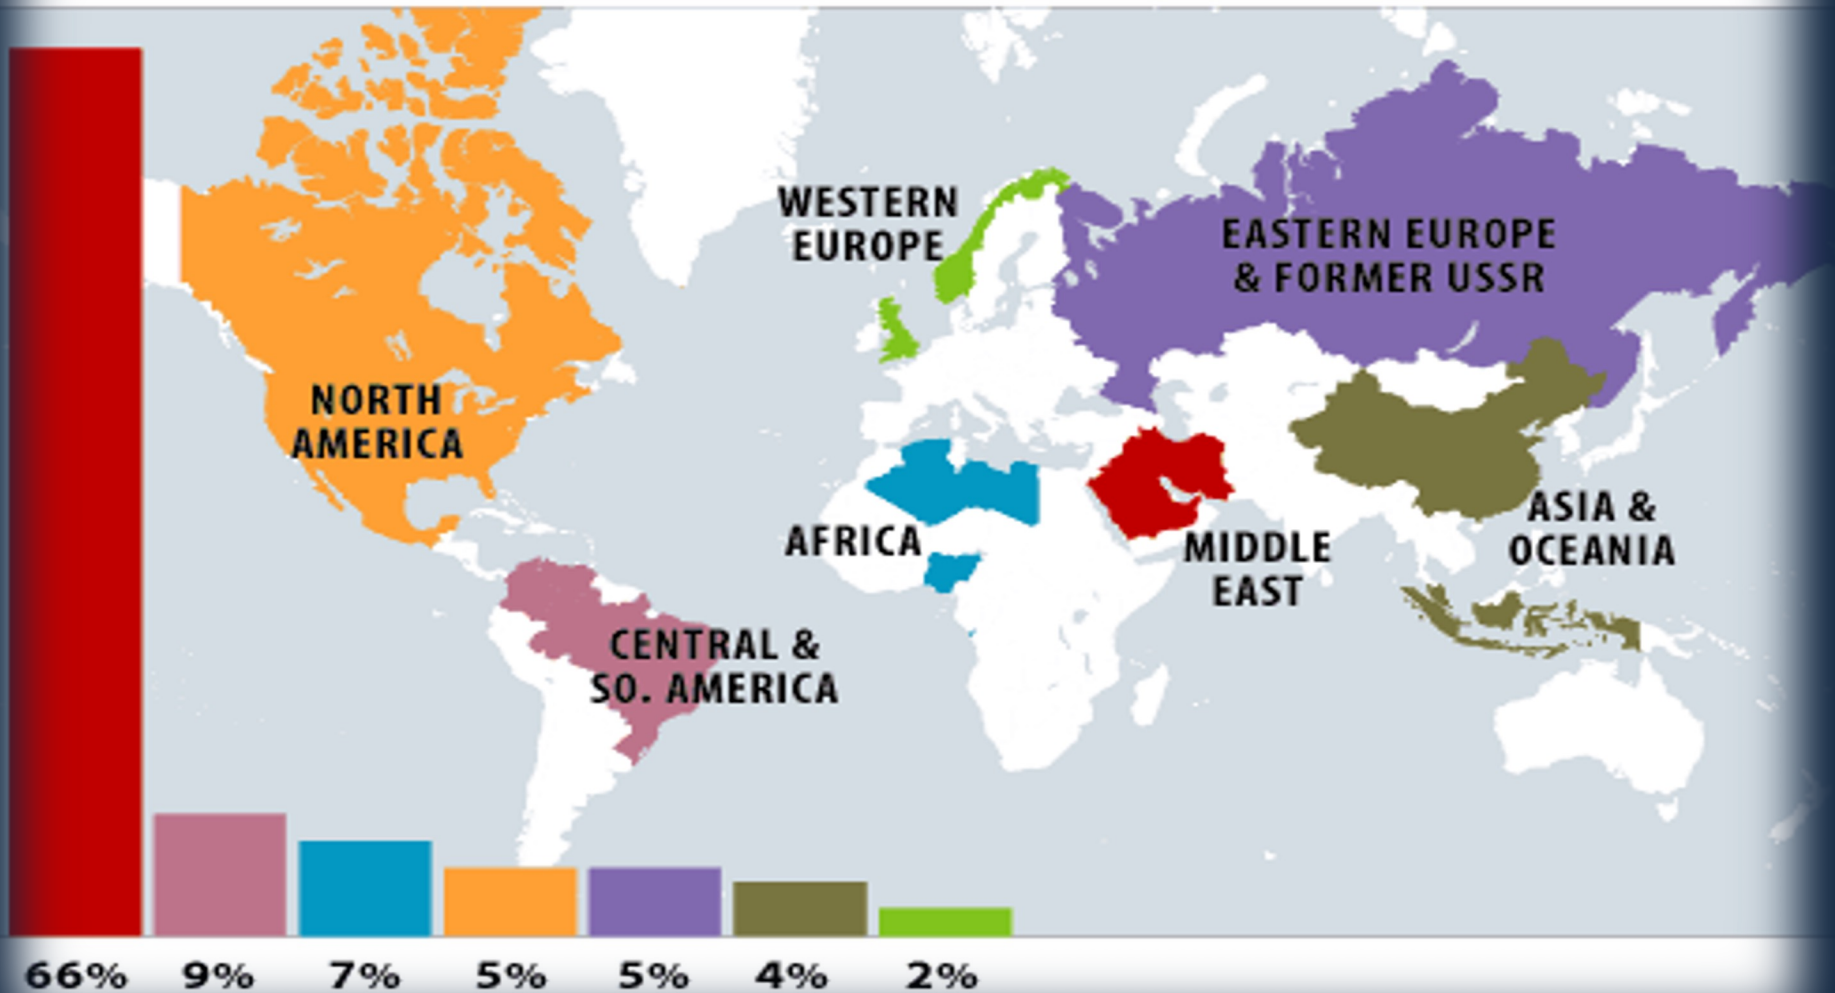 WESTERN
EUROPE
EASTERN EUROPE
& FORMER USSR
NORTH
AMERICA
AFRICA
MIDDLE
EAST
ASIA &
OCEANIA
CENTRAL &
SO. AMERICA
66% 9% 7% 5% 5% 4% 2%